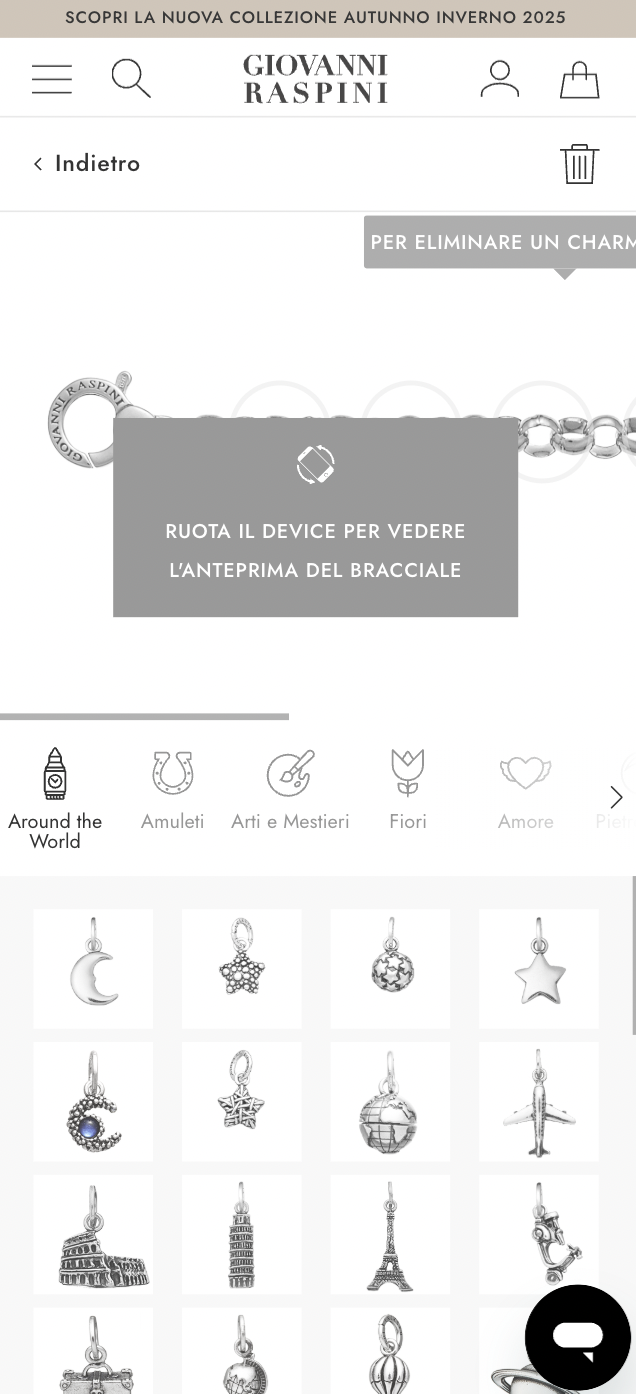 SCOPRI LA NUOVA COLLEZIONE AUTUNNO INVERNO 2025
GIOVANNI
RASPINI
Indietro
PER ELIMINARE UN CHARM
GIOVANNI RASPINI
RUOTA IL DEVICE PER VEDERE
L'ANTEPRIMA DEL BRACCIALE
Around the
World
Amuleti
Arti e Mestieri
Fiori
Amore